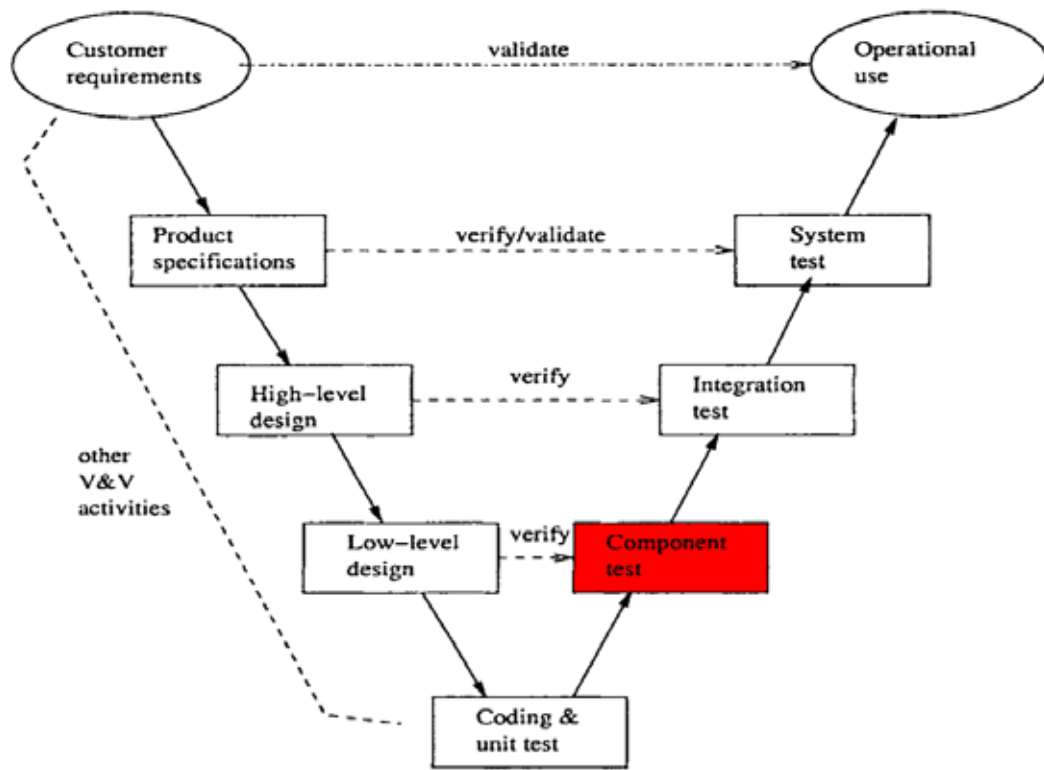 Customer
requirements
validate
Operational
use
Product
specifications
verify/validate
System
test
High-level
design
verify
Integration
test
other
V&V
activities
Low-level
design
verify
Component
test
Coding &
unit test